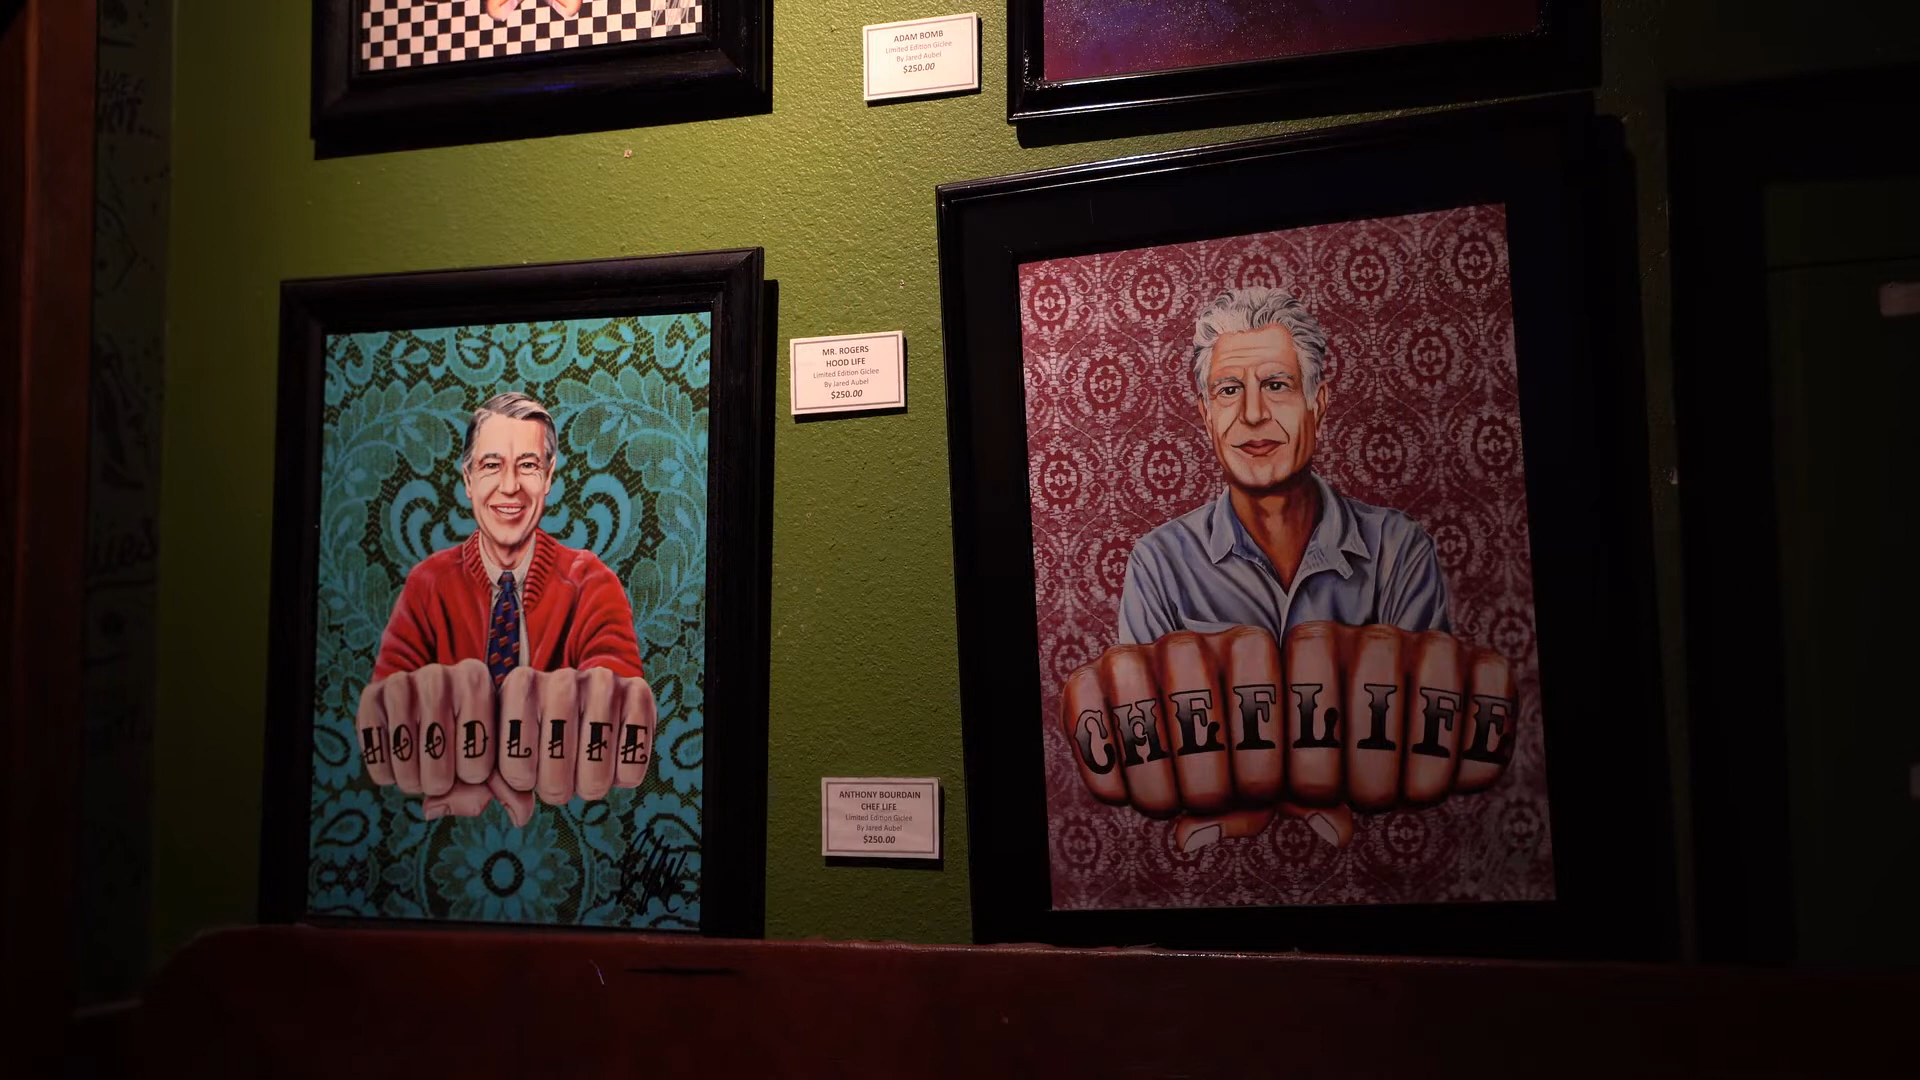 ADAM BOMB
Limited Edition Giclee
By Jared Aubel
$250.00
MR. ROGERS
HOOD LIFE
Limited Edition Giclee
By Jared Aubel
$250.00
HOODLIFE
CHEFLIFE
ANTHONY BOURDAIN
CHEF LIFE
Limited Edition Giclee
By Jared Aubel
$250.00